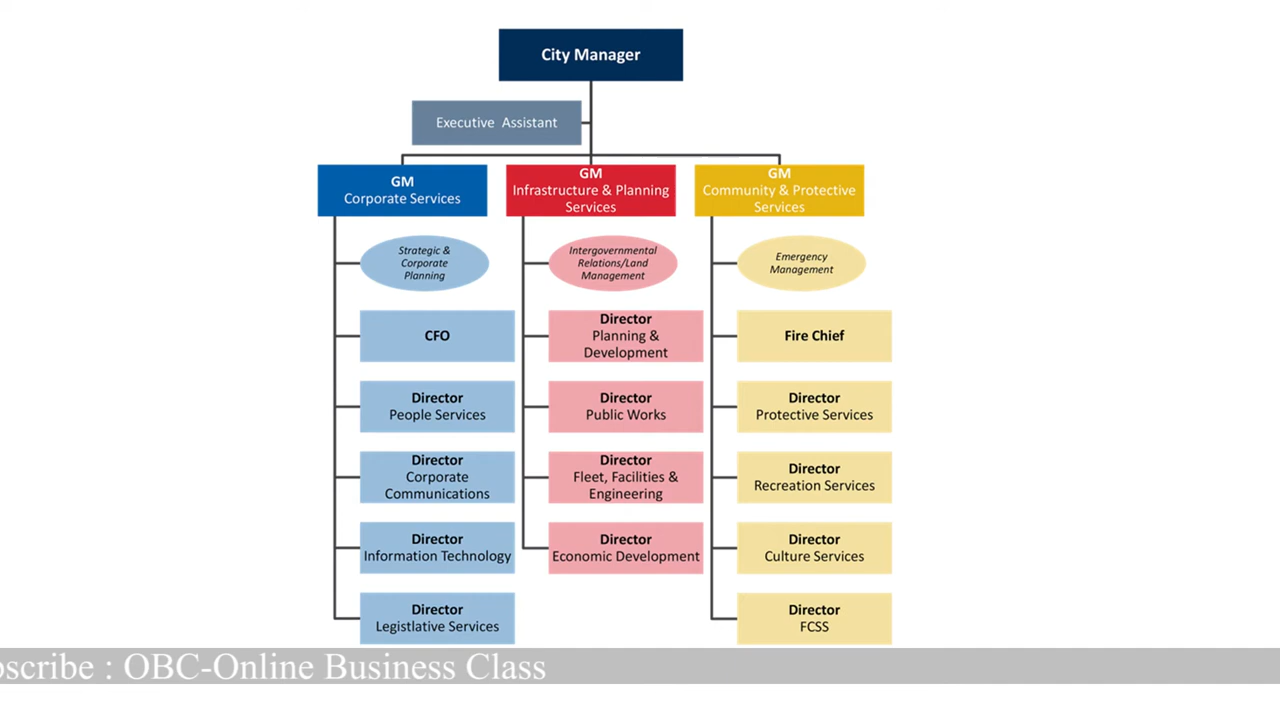 City Manager
Executive Assistant
GM
Corporate Services
GM
Infrastructure & Planning
Services
GM
Community & Protective
Services
Strategic &
Corporate
Planning
CFO
Director
People Services
Director
Corporate
Communications
Director
Information Technology
Director
Legistlative Services
Intergovernmental
Relations/Land
Management
Director
Planning &
Development
Director
Public Works
Director
Fleet, Facilities &
Engineering
Director
Economic Development
Emergency
Management
Fire Chief
Director
Protective Services
Director
Recreation Services
Director
Culture Services
Director
FCSS
oscribe : OBC-Online Business Class